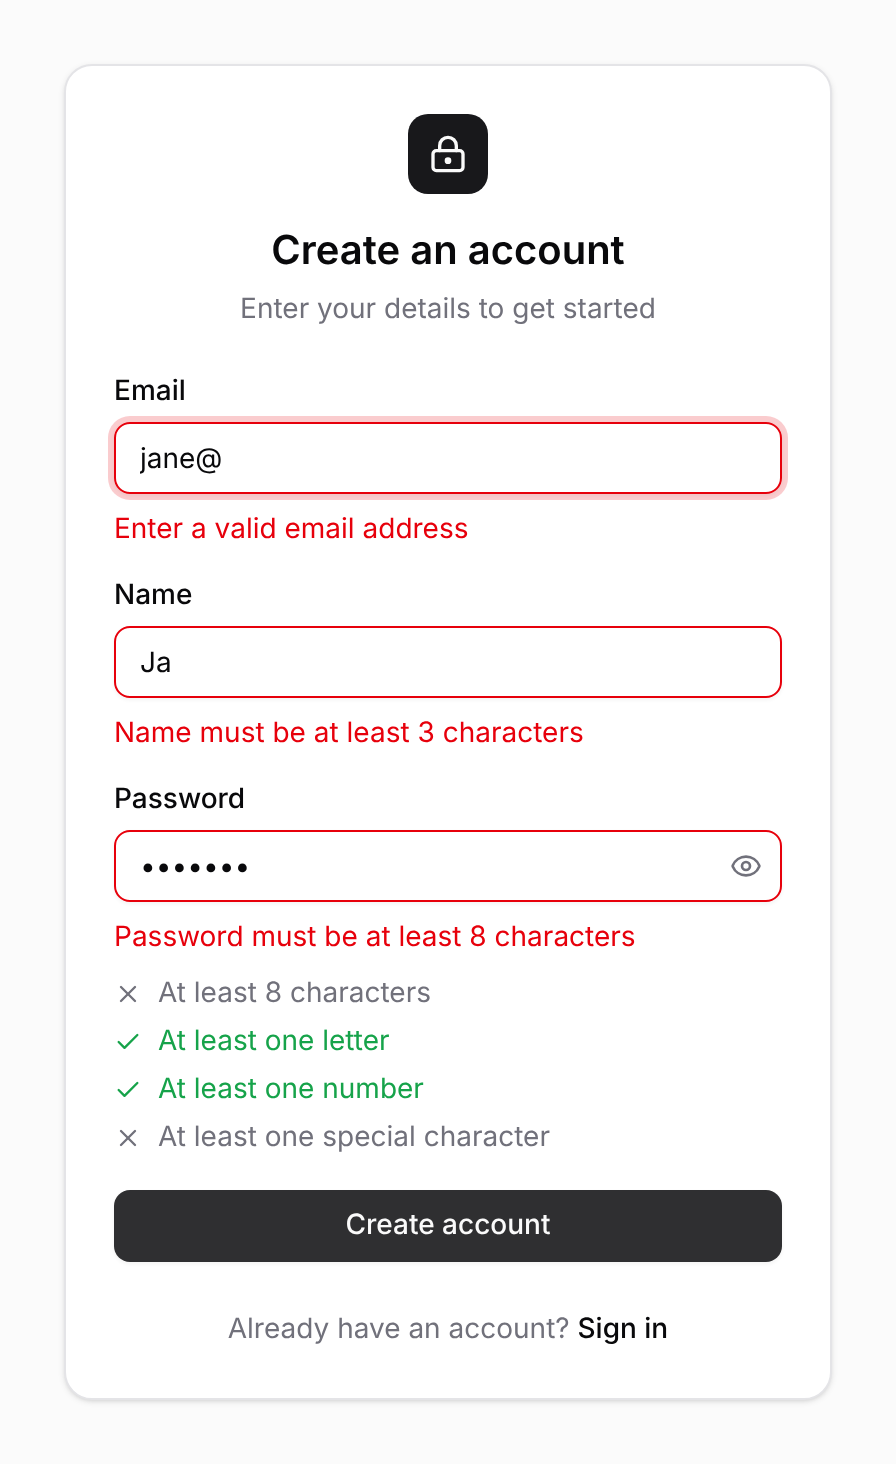 Create an account
Enter your details to get started
Email
jane@
Enter a valid email address
Name
Ja
Name must be at least 3 characters
Password
•••••••
Password must be at least 8 characters
At least 8 characters
At least one letter
At least one number
At least one special character
Create account
Already have an account? Sign in